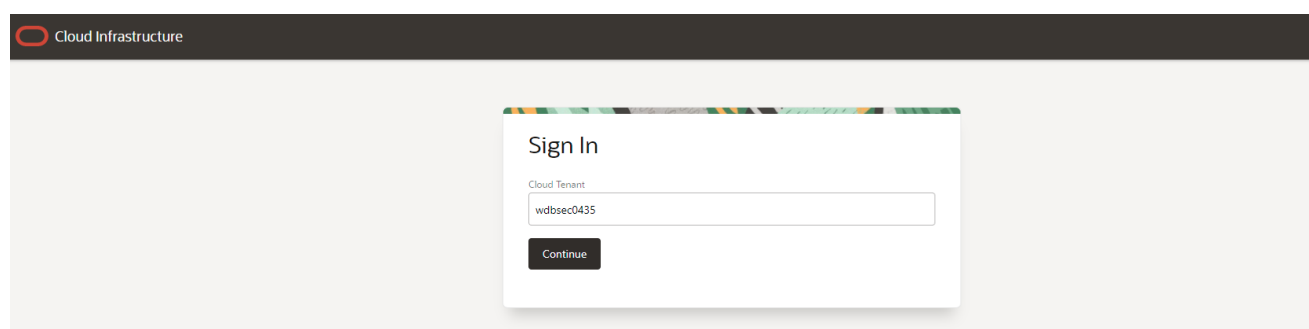 Cloud Infrastructure
Sign In
Cloud Tenant
wdbsec0435
Continue